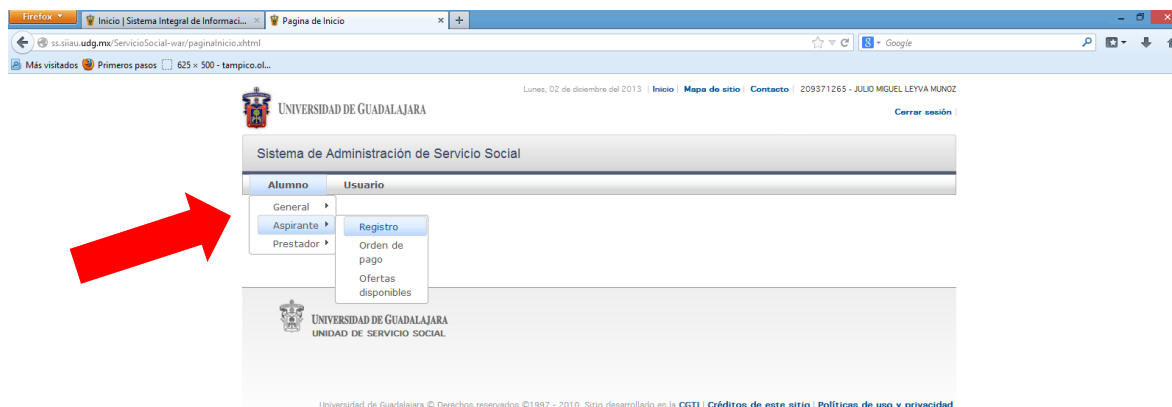 Firefox
Inicio | Sistema Integral de Informaci...
Pagina de Inicio
ss.siiau.udg.mx/ServicioSocial-war/paginaInicio.xhtml
Google
Más visitados Primeros pasos 625 × 500 - tampico.ol...
Lunes, 02 de diciembre del 2013 | Inicio | Mapa de sitio | Contacto | 209371265 - JULIO MIGUEL LEYVA MUNOZ
UNIVERSIDAD DE GUADALAJARA
Cerrar sesión |
Sistema de Administración de Servicio Social
Alumno Usuario
General
Aspirante
Prestador
Registro
Orden de
pago
Ofertas
disponibles
UNIVERSIDAD DE GUADALAJARA
UNIDAD DE SERVICIO SOCIAL
Universidad de Guadalajara © Derechos reservados ©1997 - 2010. Sitio desarrollado en la CGTI | Créditos de este sitio | Políticas de uso y privacidad